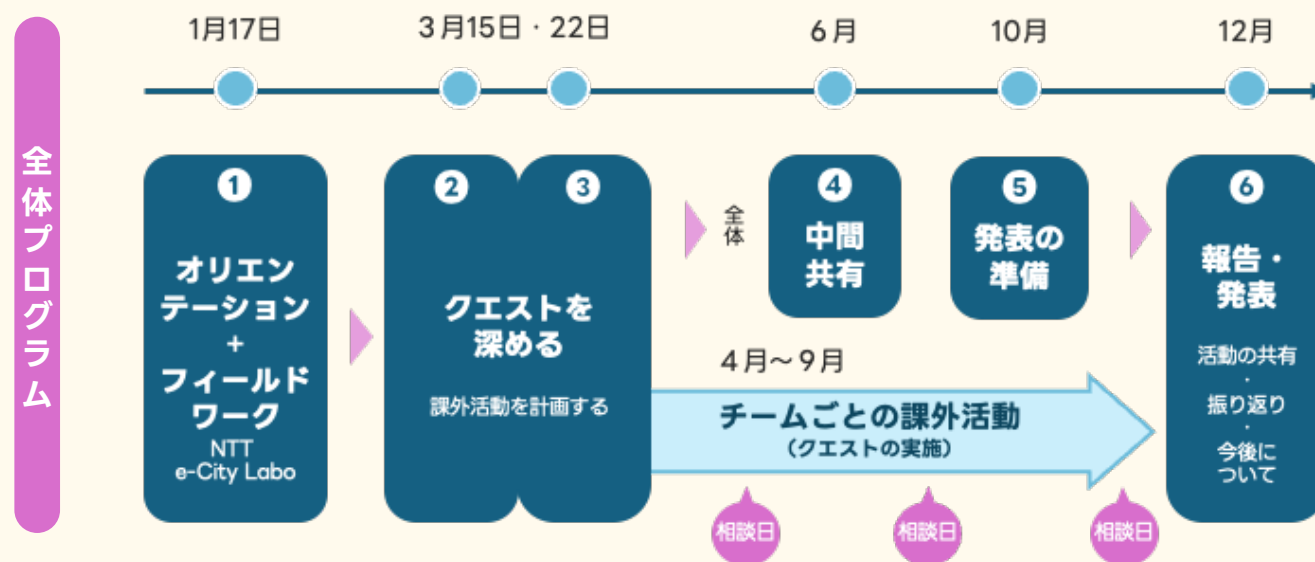 全体プログラム
1月17日
3月15日・22日
6月
10月
12月
1
オリエン
テーション
+
フィールド
ワーク
NTT
e-City Labo
2
3
クエストを
深める
課外活動を計画する
全体
4
中間
共有
5
発表の
準備
4月〜9月
チームごとの課外活動
(クエストの実施)
相談日
相談日
相談日
6
報告・
発表
活動の共有
・
振り返り
・
今後に
ついて